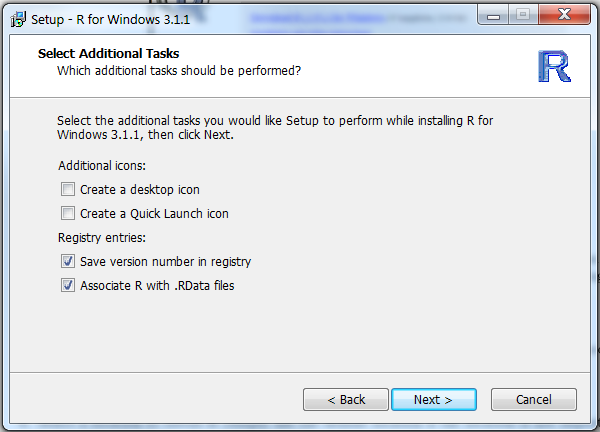 Setup - R for Windows 3.1.1
Select Additional Tasks
Which additional tasks should be performed?
R
Select the additional tasks you would like Setup to perform while installing R for
Windows 3.1.1, then click Next.
Additional icons:
Create a desktop icon
Create a Quick Launch icon
Registry entries:
Save version number in registry
Associate R with .RData files
< Back
Next >
Cancel